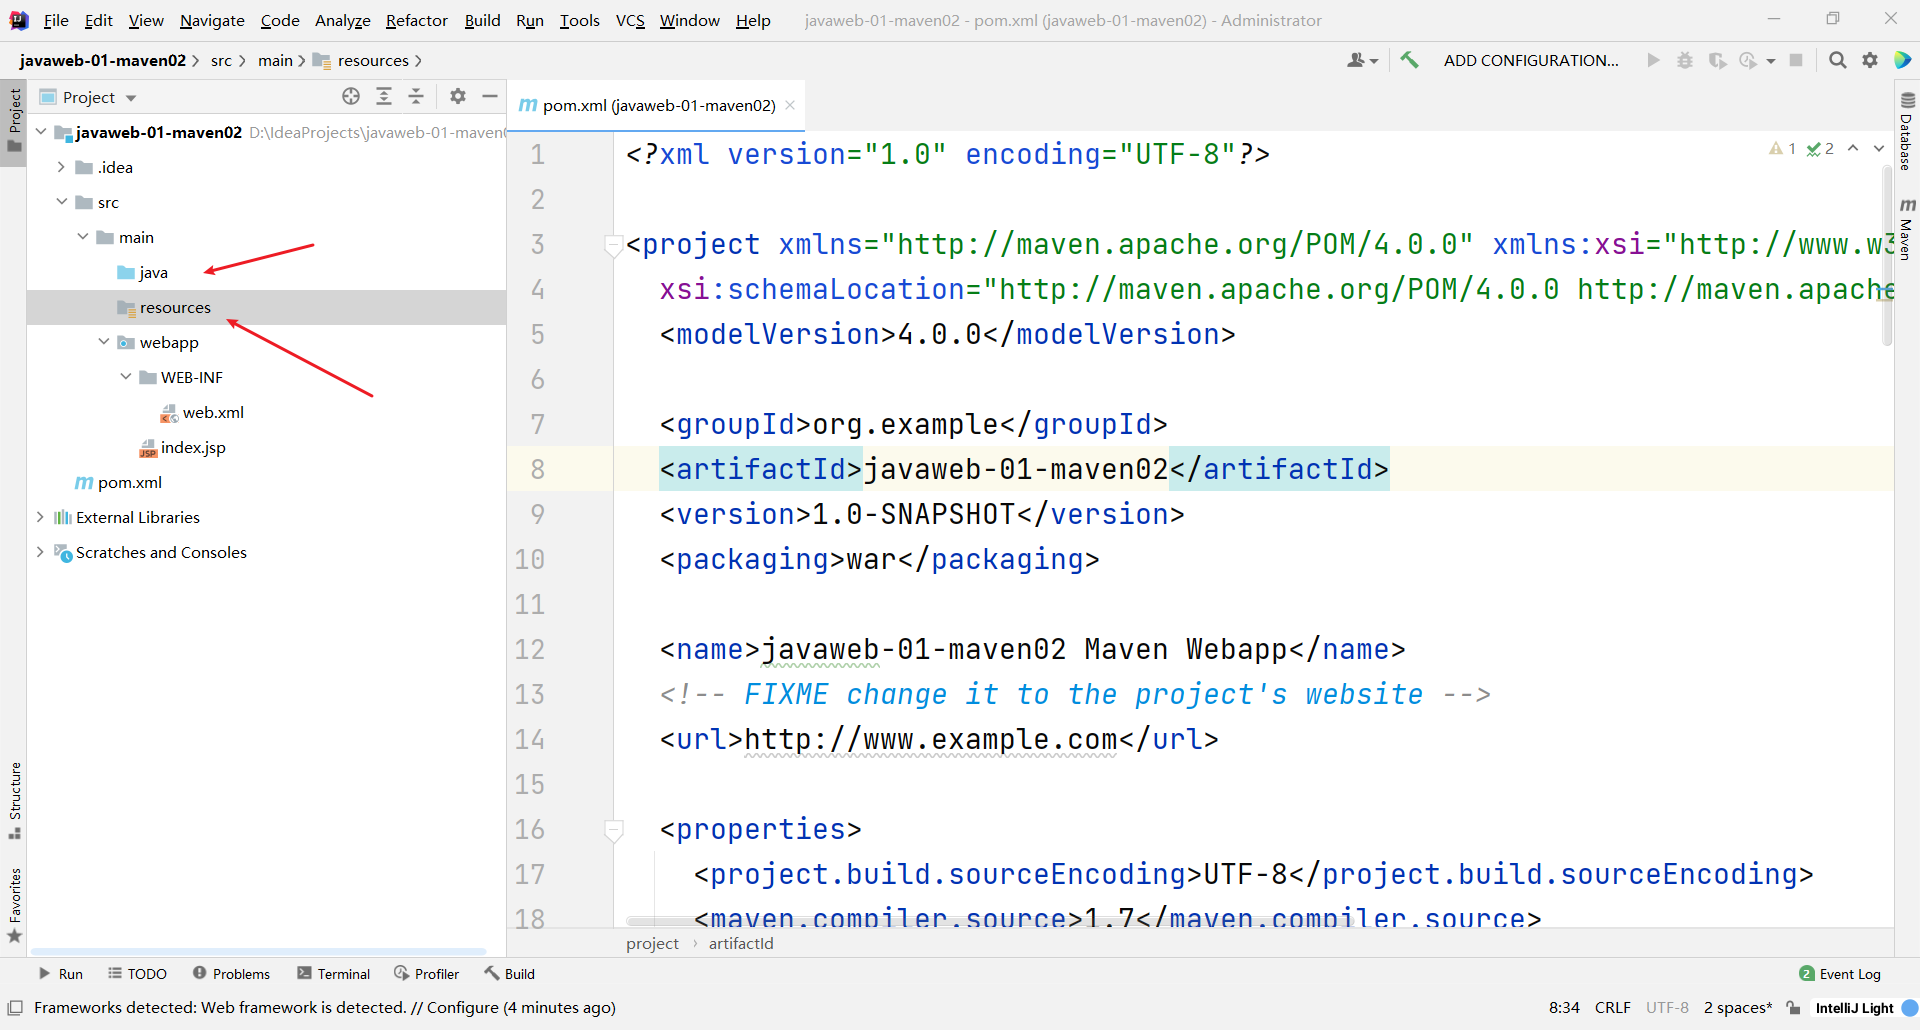 File Edit View Navigate Code Analyze Refactor Build Run Tools VCS Window Help javaweb-01-maven02 - pom.xml (javaweb-01-maven02) - Administrator
javaweb-01-maven02 src main resources ADD CONFIGURATION...
Project
Project
pom.xml (javaweb-01-maven02)
javaweb-01-maven02 D:\IdeaProjects\javaweb-01-maven
.idea
src
main
java
resources
webapp
WEB-INF
web.xml
index.jsp
pom.xml
External Libraries
Scratches and Consoles
Structure
Favorites
1 <?xml version="1.0" encoding="UTF-8"?>
2
3 <project xmlns="http://maven.apache.org/POM/4.0.0" xmlns:xsi="http://www.w3
4 xsi:schemaLocation="http://maven.apache.org/POM/4.0.0 http://maven.apache
5 <modelVersion>4.0.0</modelVersion>
6
7 <groupId>org.example</groupId>
8 <artifactId>javaweb-01-maven02</artifactId>
9 <version>1.0-SNAPSHOT</version>
10 <packaging>war</packaging>
11
12 <name>javaweb-01-maven02 Maven Webapp</name>
13 <!-- FIXME change it to the project's website -->
14 <url>http://www.example.com</url>
15
16 <properties>
17 <project.build.sourceEncoding>UTF-8</project.build.sourceEncoding>
18 <maven.compiler.source>1.7</maven.compiler.source>
1 2
Database
Maven
project artifactId
Run TODO Problems Terminal Profiler Build 2 Event Log
Frameworks detected: Web framework is detected. // Configure (4 minutes ago) 8:34 CRLF UTF-8 2 spaces* IntelliJ Light